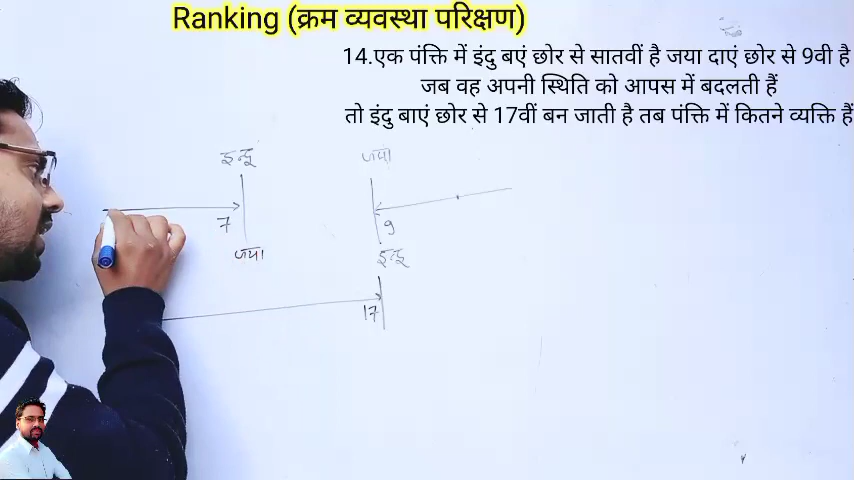 Ranking (क्रम व्यवस्था परिक्षण)
14.एक पंक्ति में इंदु बएं छोर से सातवीं है जया दाएं छोर से 9वी है
जब वह अपनी स्थिति को आपस में बदलती हैं
तो इंदु बाएं छोर से 17वीं बन जाती है तब पंक्ति में कितने व्यक्ति हैं
इन्दू जया
7 9
जया इन्दू
17